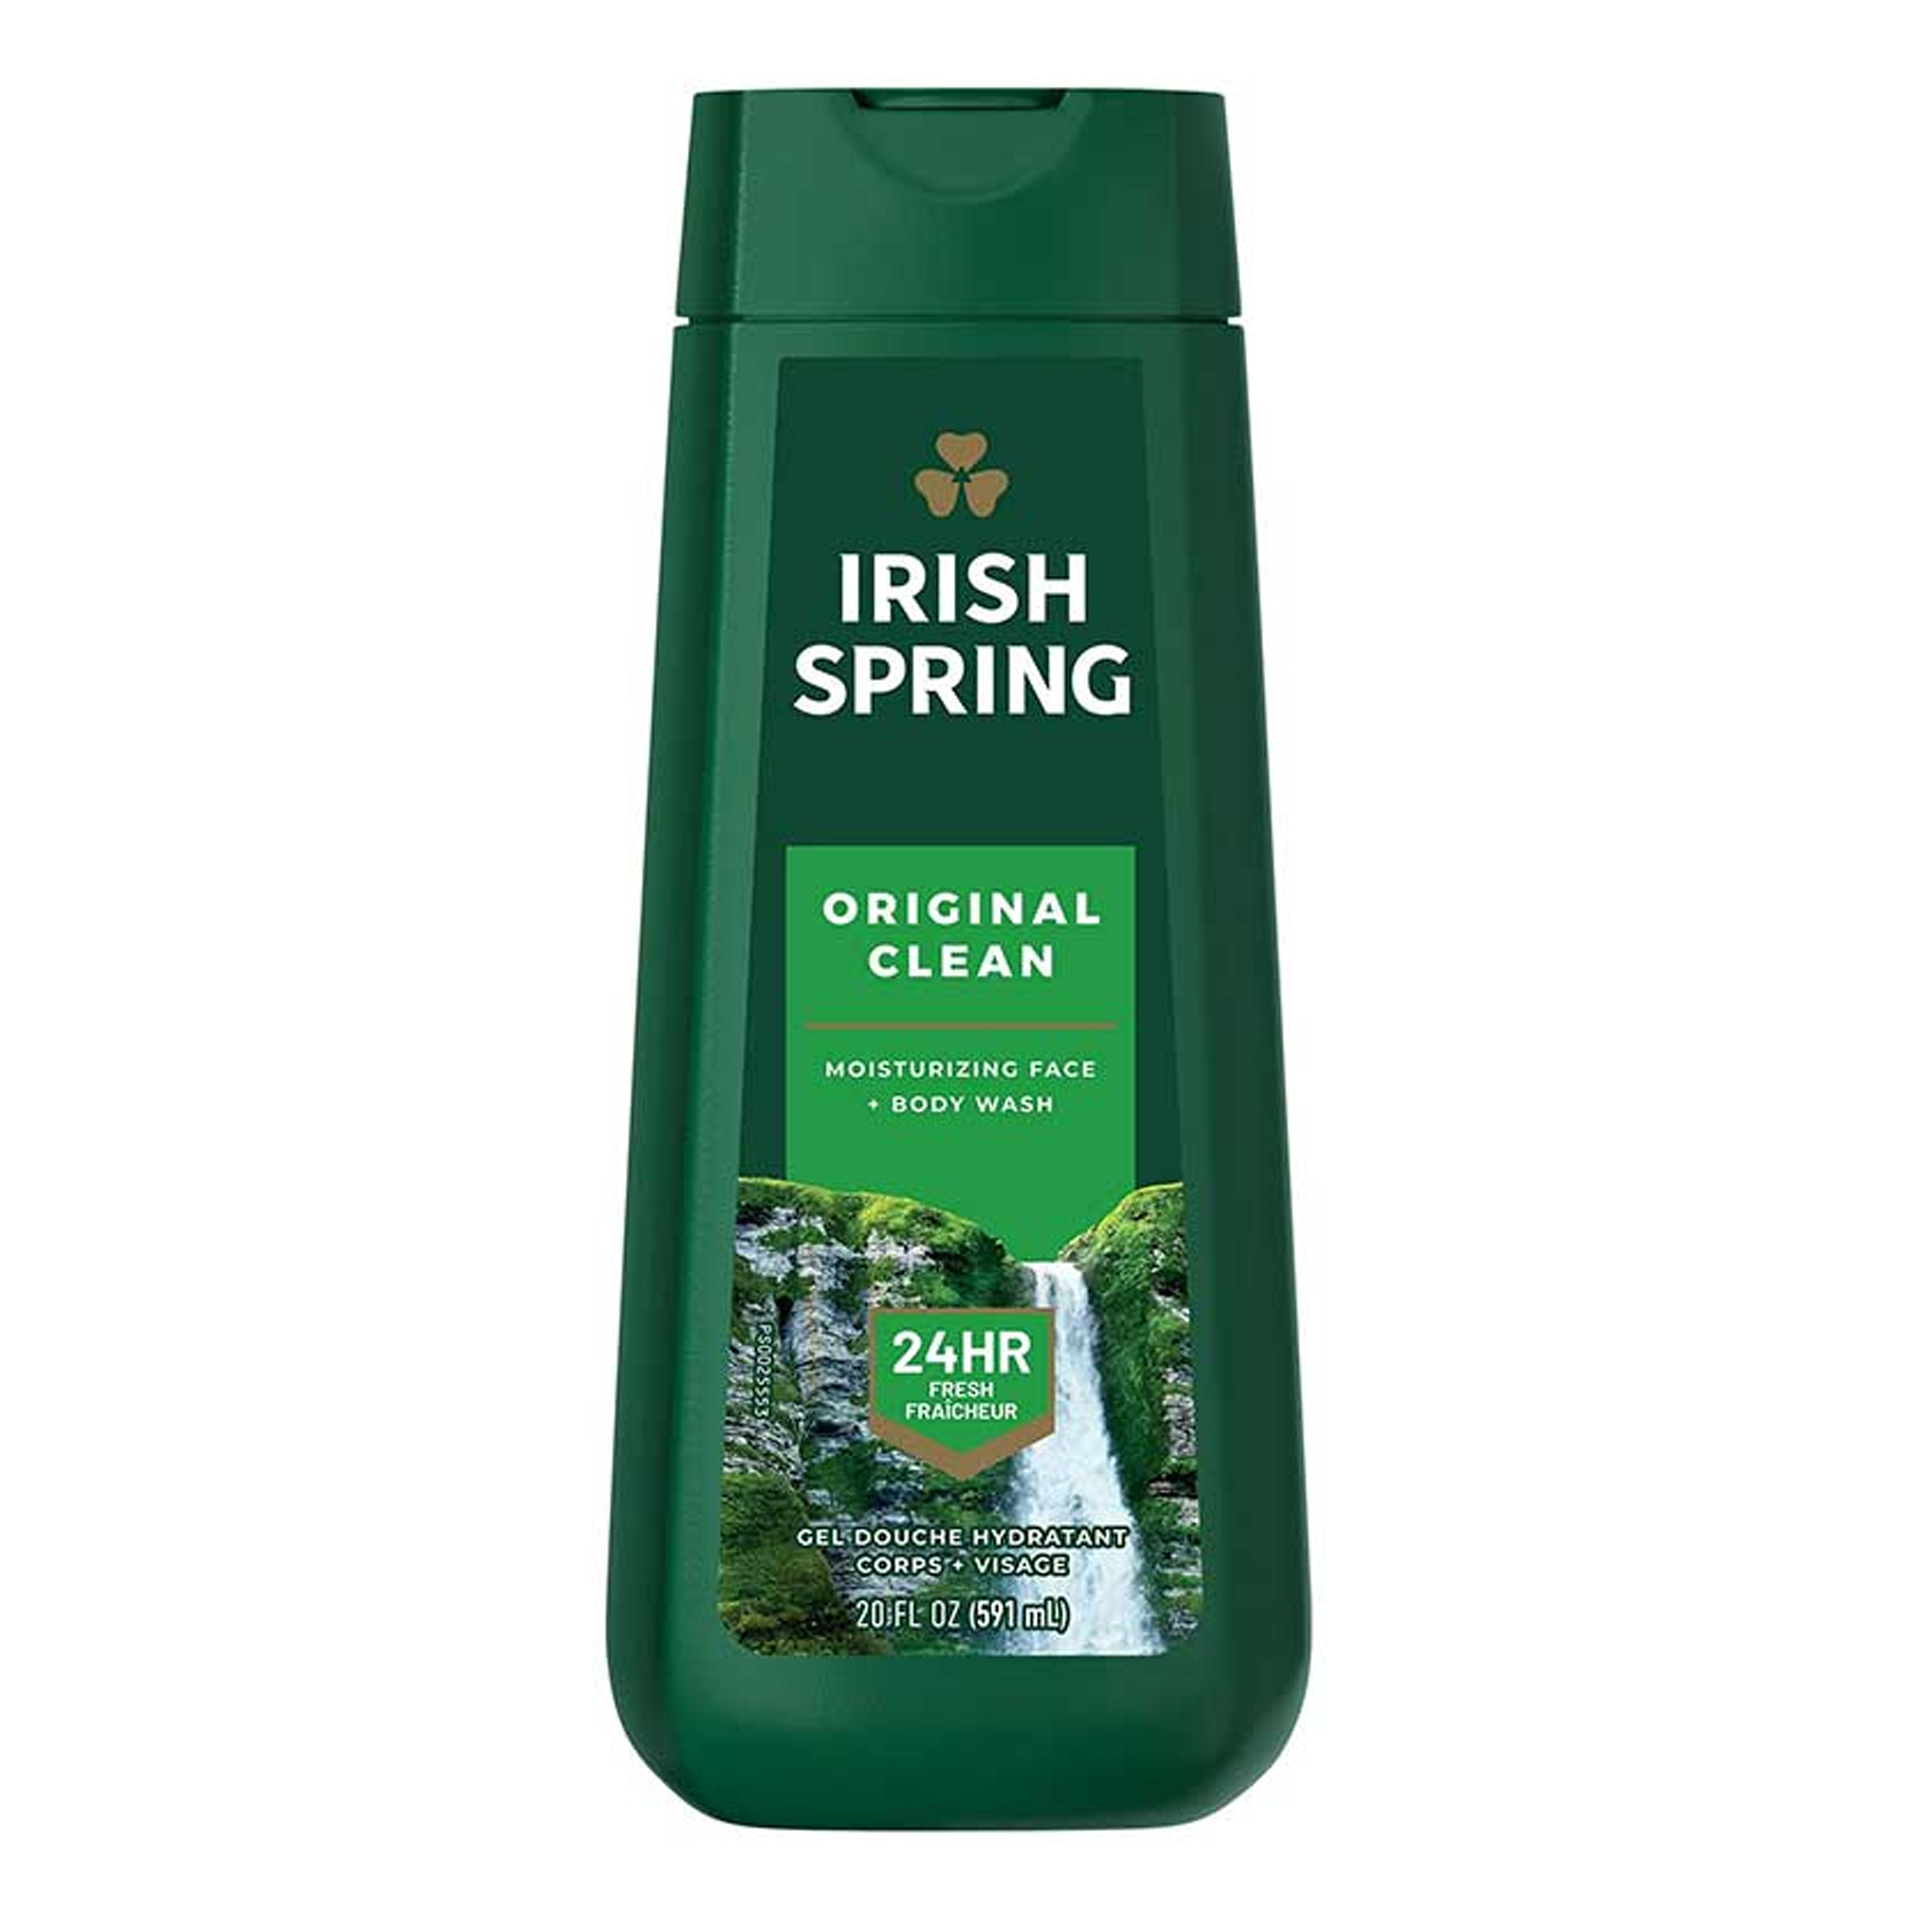 IRISH
SPRING
ORIGINAL
CLEAN
MOISTURIZING FACE
+ BODY WASH
24HR
FRESH
FRAÎCHEUR
PS0025553
GEL DOUCHE HYDRATANT
CORPS + VISAGE
20 FL OZ (591 mL)